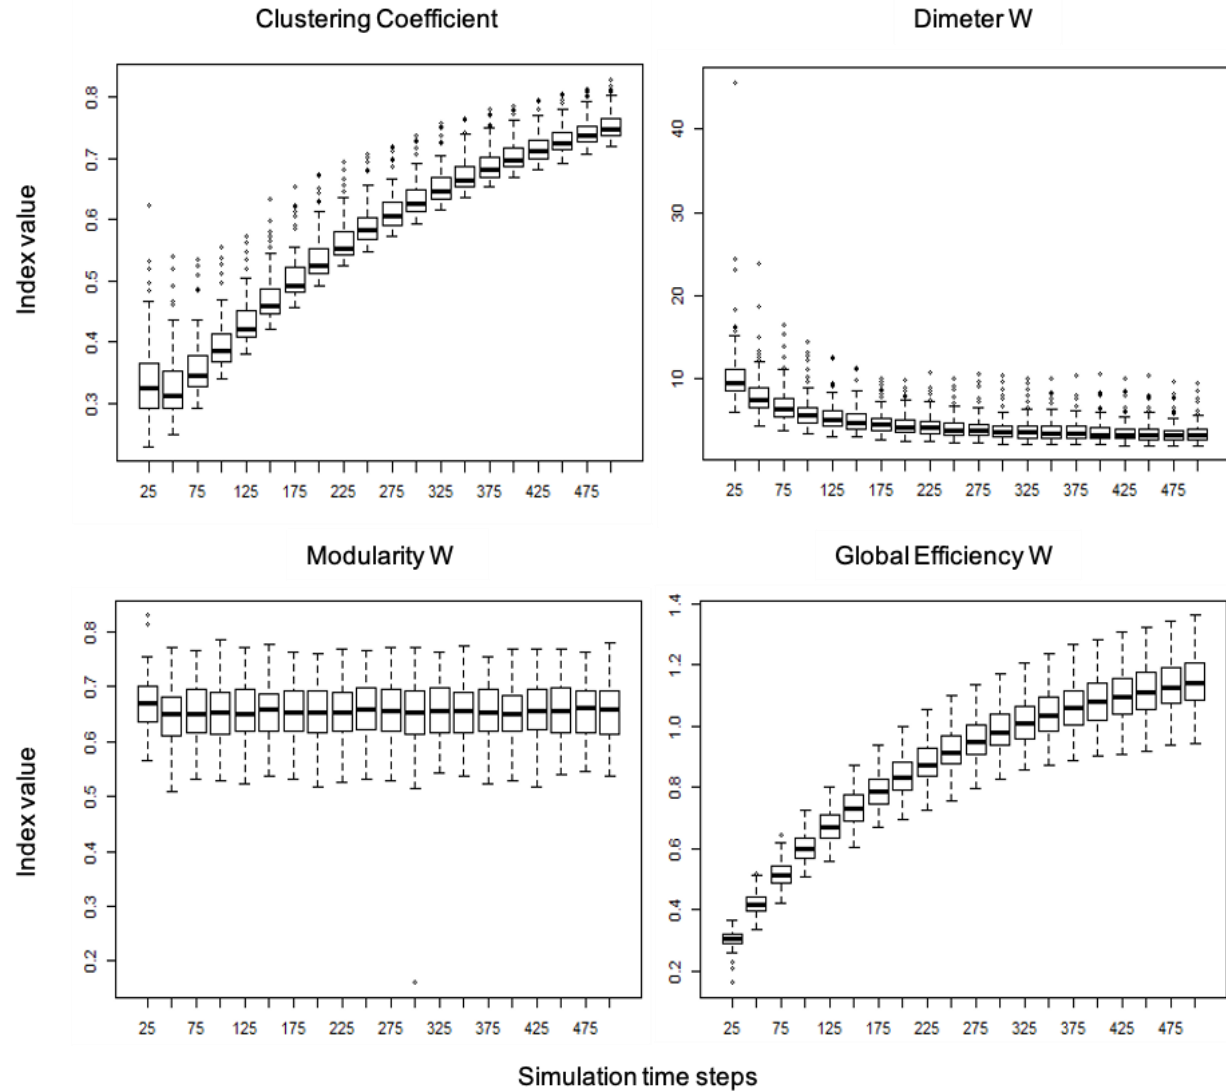 Clustering Coefficient
Dimeter W
Index value
0.3 0.4 0.5 0.6 0.7 0.8
10 20 30 40
25 75 125 175 225 275 325 375 425 475
25 75 125 175 225 275 325 375 425 475
Modularity W
Global Efficiency W
Index value
0.2 0.3 0.4 0.5 0.6 0.7 0.8
0.2 0.4 0.6 0.8 1.0 1.2 1.4
25 75 125 175 225 275 325 375 425 475
25 75 125 175 225 275 325 375 425 475
Simulation time steps